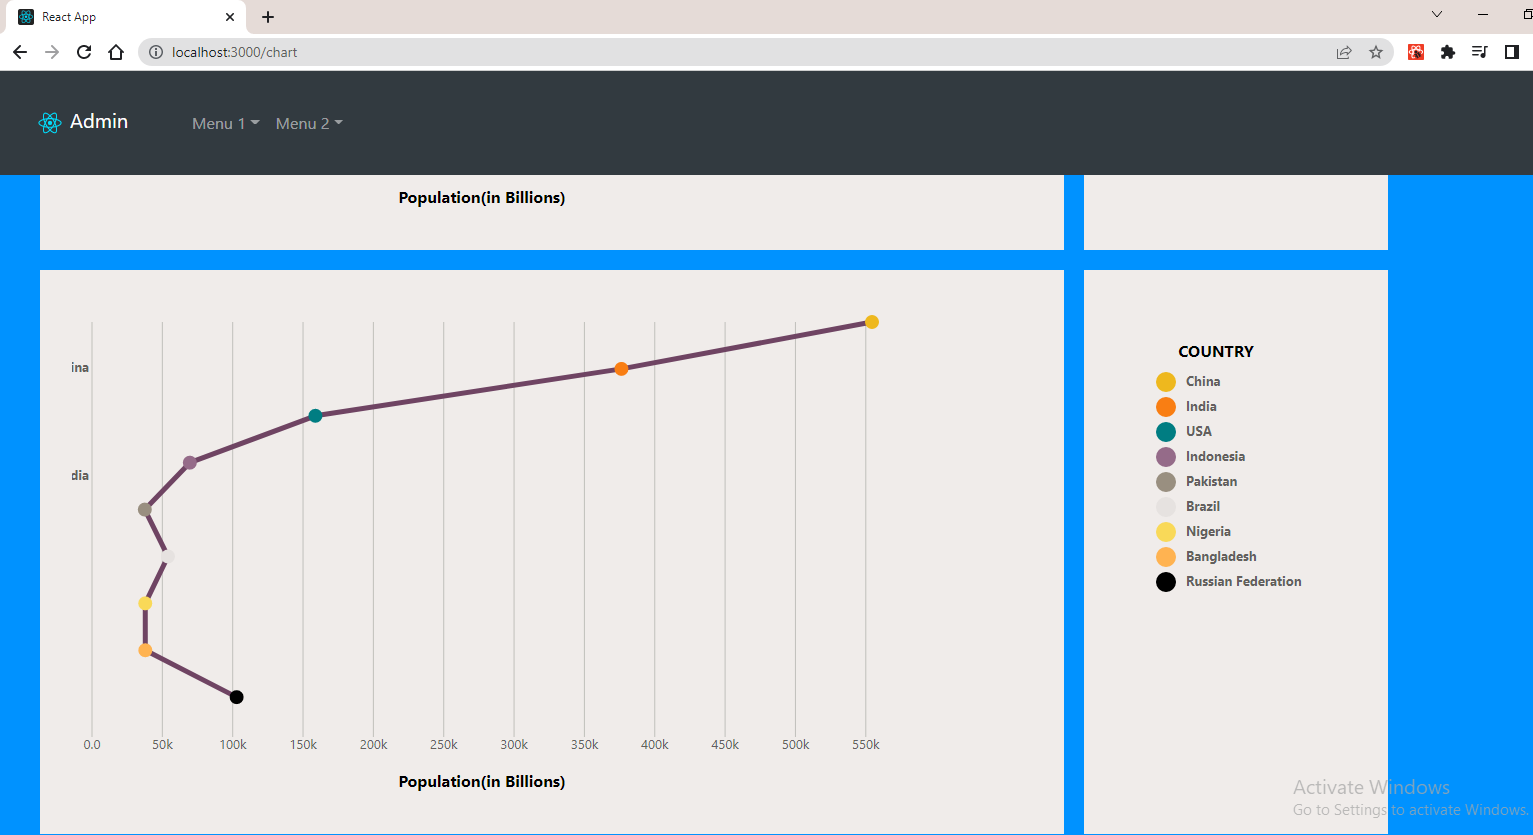 React App
localhost:3000/chart
Admin
Menu 1
Menu 2
Population(in Billions)
ina
dia
0.0 50k 100k 150k 200k 250k 300k 350k 400k 450k 500k 550k
Population(in Billions)
COUNTRY
China
India
USA
Indonesia
Pakistan
Brazil
Nigeria
Bangladesh
Russian Federation
Activate Windows
Go to Settings to activate Windows.